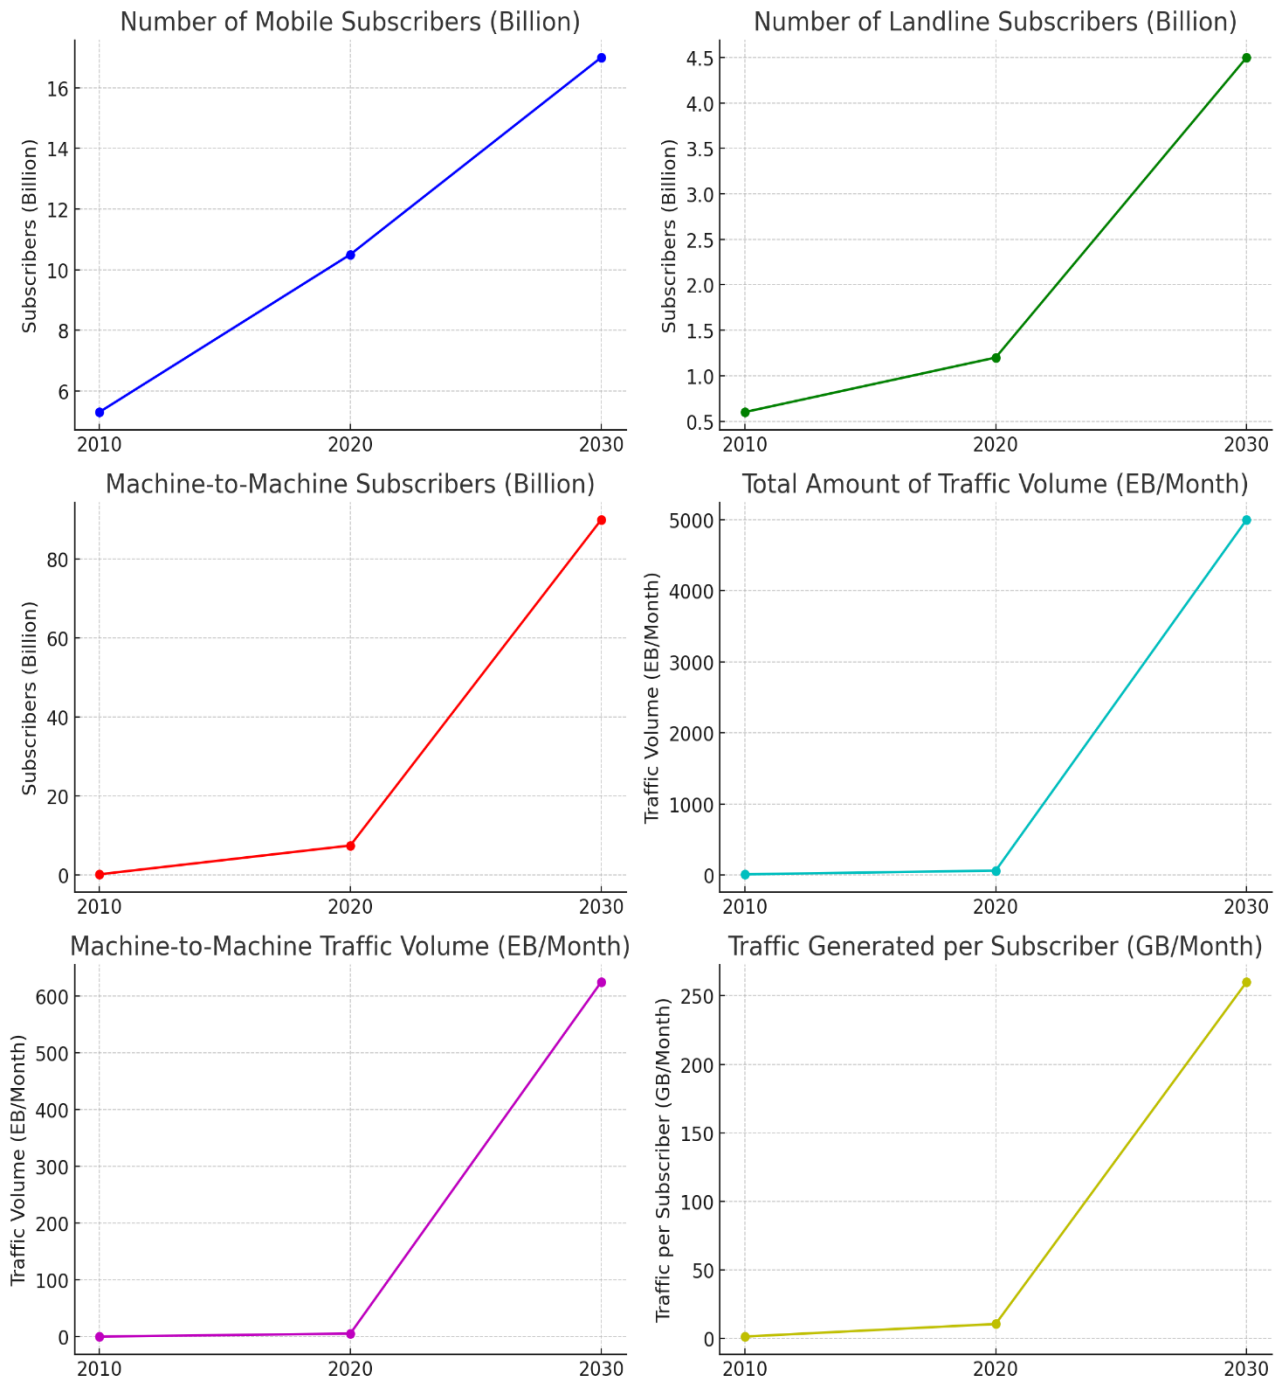 Number of Mobile Subscribers (Billion)
Subscribers (Billion)
16
14
12
10
8
6
2010 2020 2030
Number of Landline Subscribers (Billion)
Subscribers (Billion)
4.5
4.0
3.5
3.0
2.5
2.0
1.5
1.0
0.5
2010 2020 2030
Machine-to-Machine Subscribers (Billion)
Subscribers (Billion)
80
60
40
20
0
2010 2020 2030
Total Amount of Traffic Volume (EB/Month)
Traffic Volume (EB/Month)
5000
4000
3000
2000
1000
0
2010 2020 2030
Machine-to-Machine Traffic Volume (EB/Month)
Traffic Volume (EB/Month)
600
500
400
300
200
100
0
2010 2020 2030
Traffic Generated per Subscriber (GB/Month)
Traffic per Subscriber (GB/Month)
250
200
150
100
50
0
2010 2020 2030